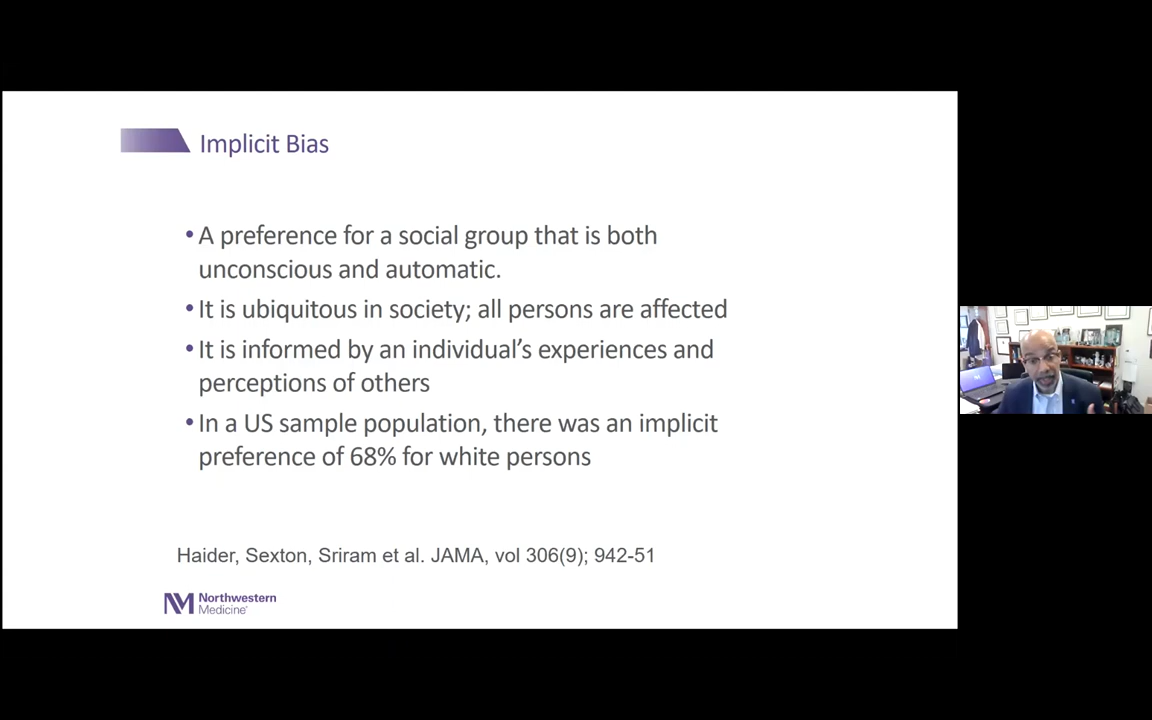 Implicit Bias
•A preference for a social group that is both
unconscious and automatic.
•It is ubiquitous in society; all persons are affected
•It is informed by an individual’s experiences and
perceptions of others
•In a US sample population, there was an implicit
preference of 68% for white persons
Haider, Sexton, Sriram et al. JAMA, vol 306(9); 942-51
Northwestern
Medicine®